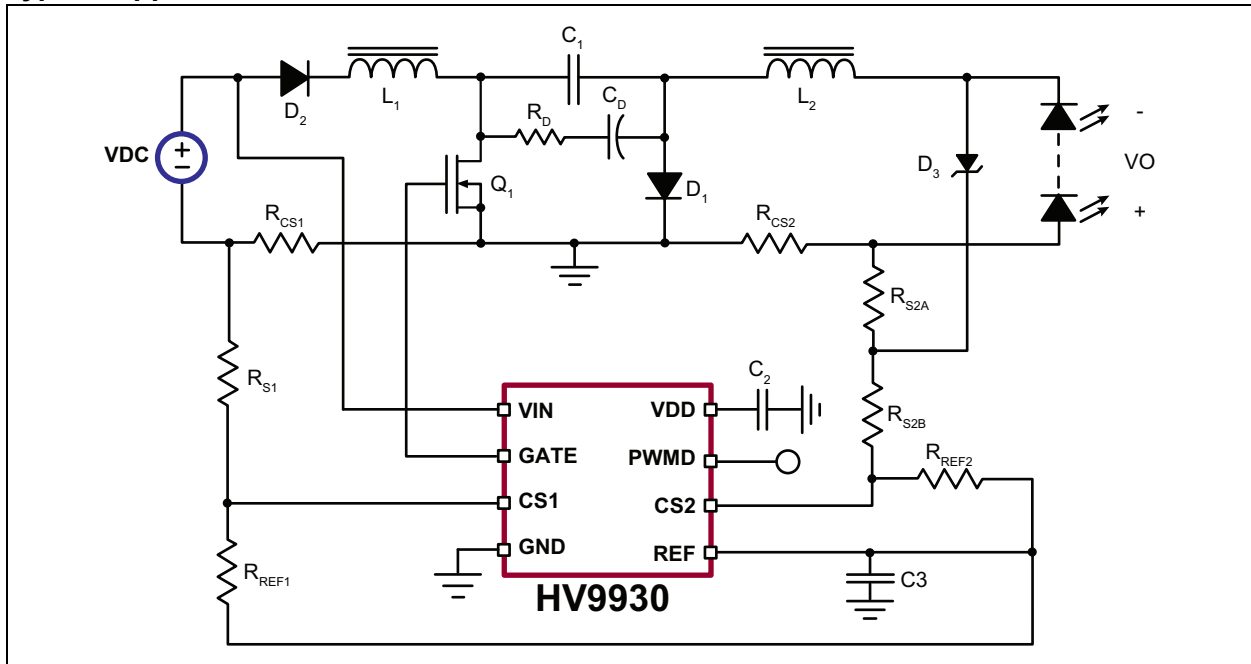 C1
L1
L2
D2
RD
CD
VDC
+
−
Q1
D1
D3
-
VO
+
RCS1
RCS2
RS2A
RS1
C2
VIN
VDD
RS2B
GATE
PWMD
RREF2
CS1
CS2
GND
REF
RREF1
C3
HV9930